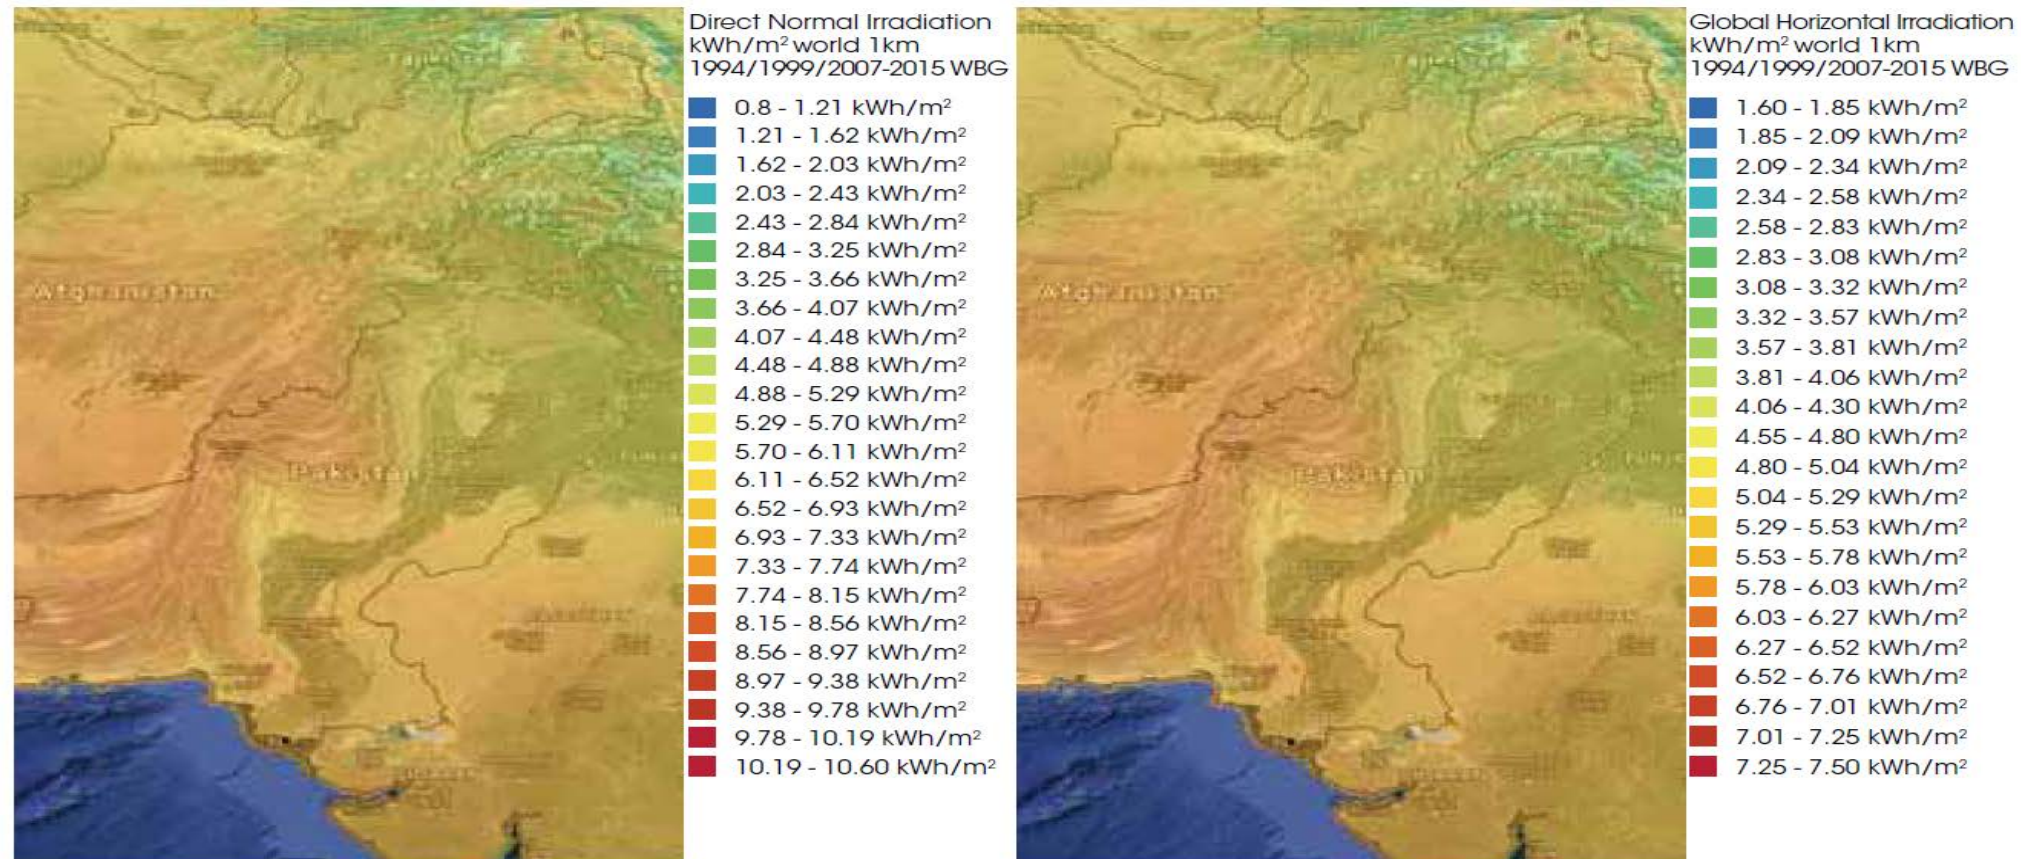 Direct Normal Irradiation
kWh/m² world 1km
1994/1999/2007-2015 WBG
0.8 - 1.21 kWh/m²
1.21 - 1.62 kWh/m²
1.62 - 2.03 kWh/m²
2.03 - 2.43 kWh/m²
2.43 - 2.84 kWh/m²
2.84 - 3.25 kWh/m²
3.25 - 3.66 kWh/m²
3.66 - 4.07 kWh/m²
4.07 - 4.48 kWh/m²
4.48 - 4.88 kWh/m²
4.88 - 5.29 kWh/m²
5.29 - 5.70 kWh/m²
5.70 - 6.11 kWh/m²
6.11 - 6.52 kWh/m²
6.52 - 6.93 kWh/m²
6.93 - 7.33 kWh/m²
7.33 - 7.74 kWh/m²
7.74 - 8.15 kWh/m²
8.15 - 8.56 kWh/m²
8.56 - 8.97 kWh/m²
8.97 - 9.38 kWh/m²
9.38 - 9.78 kWh/m²
9.78 - 10.19 kWh/m²
10.19 - 10.60 kWh/m²
Afghanistan
Pakistan
Global Horizontal Irradiation
kWh/m² world 1km
1994/1999/2007-2015 WBG
1.60 - 1.85 kWh/m²
1.85 - 2.09 kWh/m²
2.09 - 2.34 kWh/m²
2.34 - 2.58 kWh/m²
2.58 - 2.83 kWh/m²
2.83 - 3.08 kWh/m²
3.08 - 3.32 kWh/m²
3.32 - 3.57 kWh/m²
3.57 - 3.81 kWh/m²
3.81 - 4.06 kWh/m²
4.06 - 4.30 kWh/m²
4.55 - 4.80 kWh/m²
4.80 - 5.04 kWh/m²
5.04 - 5.29 kWh/m²
5.29 - 5.53 kWh/m²
5.53 - 5.78 kWh/m²
5.78 - 6.03 kWh/m²
6.03 - 6.27 kWh/m²
6.27 - 6.52 kWh/m²
6.52 - 6.76 kWh/m²
6.76 - 7.01 kWh/m²
7.01 - 7.25 kWh/m²
7.25 - 7.50 kWh/m²
Afghanistan
Pakistan